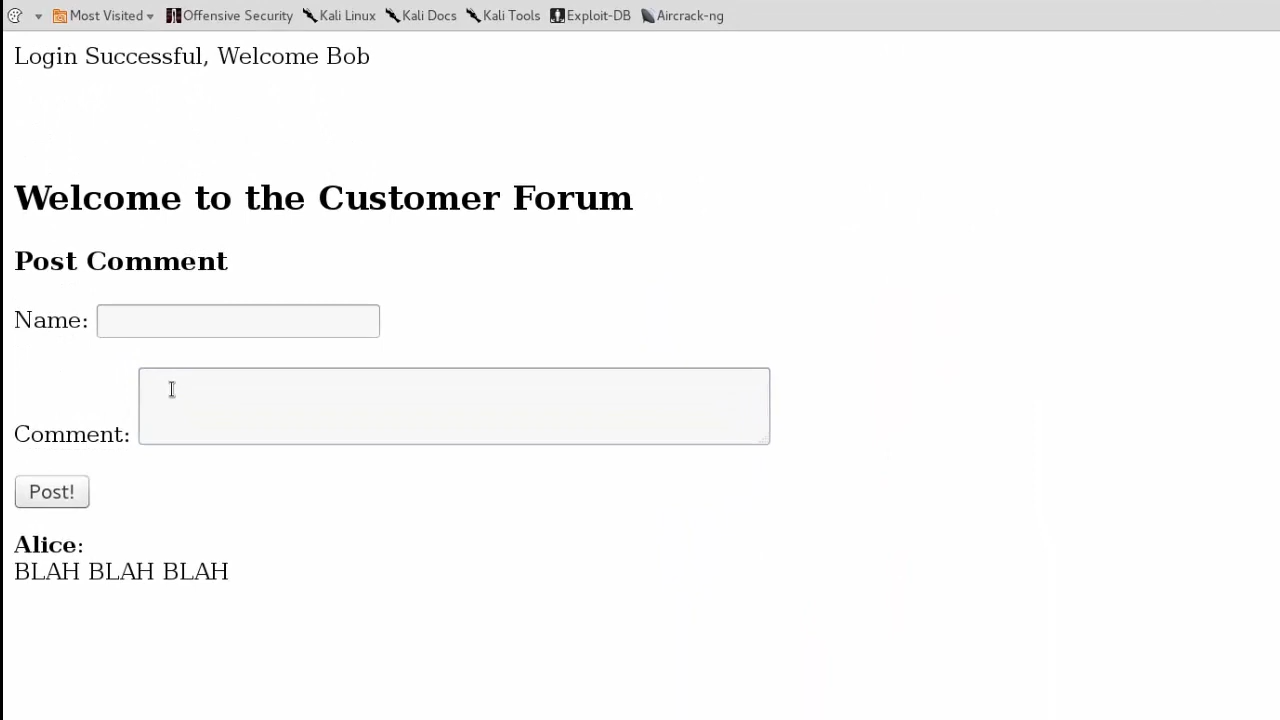 Most Visited Offensive Security Kali Linux Kali Docs Kali Tools Exploit-DB Aircrack-ng
Login Successful, Welcome Bob
Welcome to the Customer Forum
Post Comment
Name:
Comment:
Post!
Alice:
BLAH BLAH BLAH